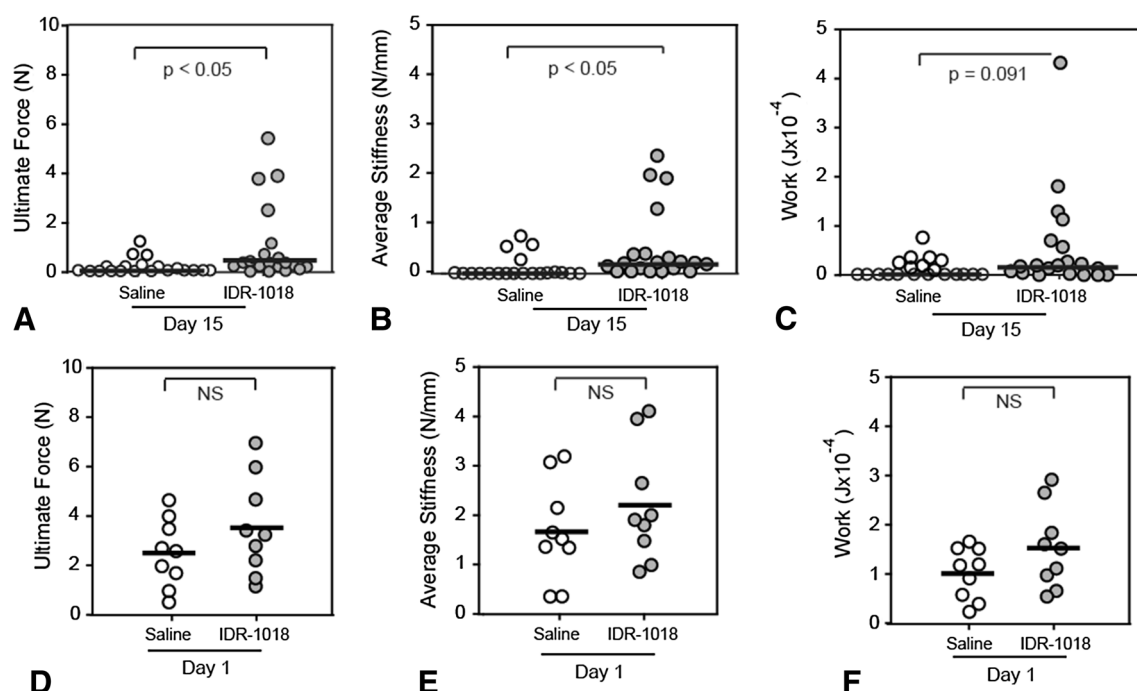 Ultimate Force (N)
10
8
6
4
2
0
p < 0.05
Saline
IDR-1018
Day 15
A
Average Stiffness (N/mm)
5
4
3
2
1
0
p < 0.05
Saline
IDR-1018
Day 15
B
Work (Jx10-4)
5
4
3
2
1
0
p = 0.091
Saline
IDR-1018
Day 15
C
Ultimate Force (N)
10
8
6
4
2
0
NS
Saline
IDR-1018
Day 1
D
Average Stiffness (N/mm)
5
4
3
2
1
0
NS
Saline
IDR-1018
Day 1
E
Work (Jx10-4)
5
4
3
2
1
0
NS
Saline
IDR-1018
Day 1
F